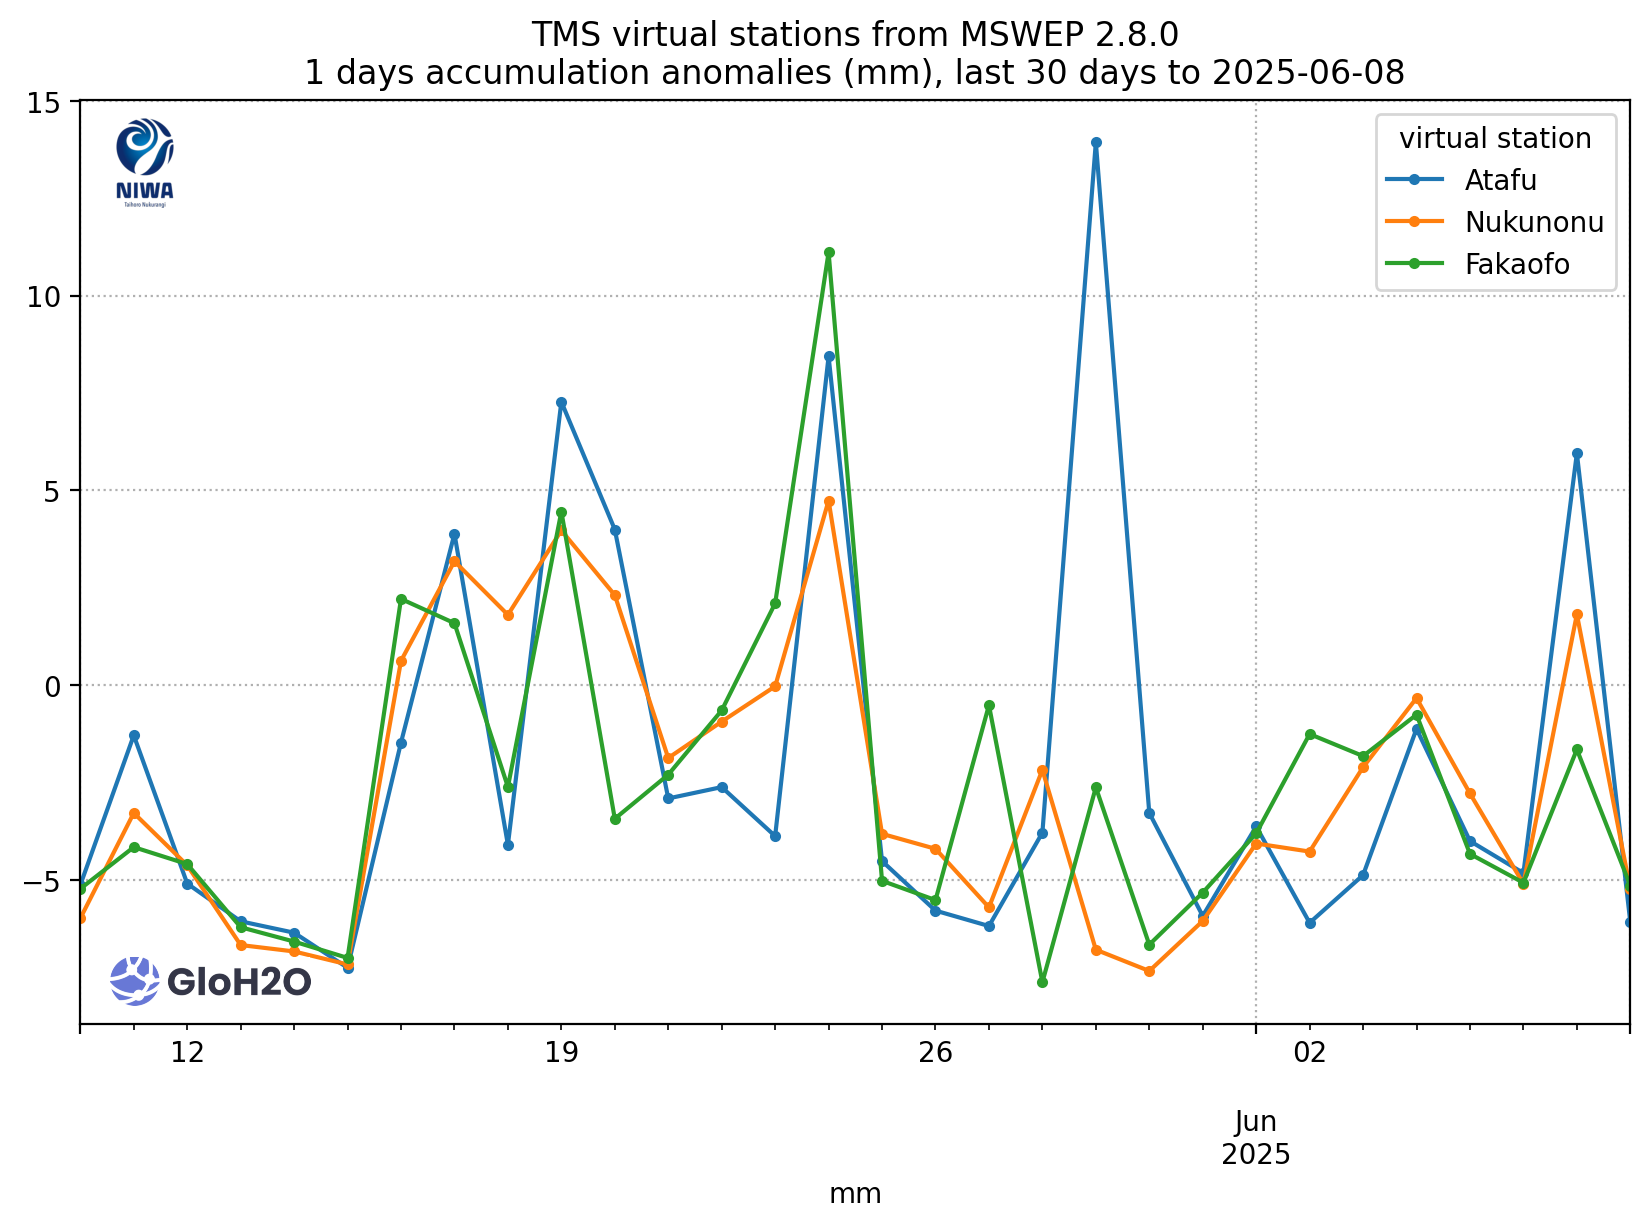 TMS virtual stations from MSWEP 2.8.0
1 days accumulation anomalies (mm), last 30 days to 2025-06-08
15
10
5
0
−5
NIWA
Taihoro Nukurangi
virtual station
Atafu
Nukunonu
Fakaofo
GloH2O
12
19
26
02
Jun
2025
mm